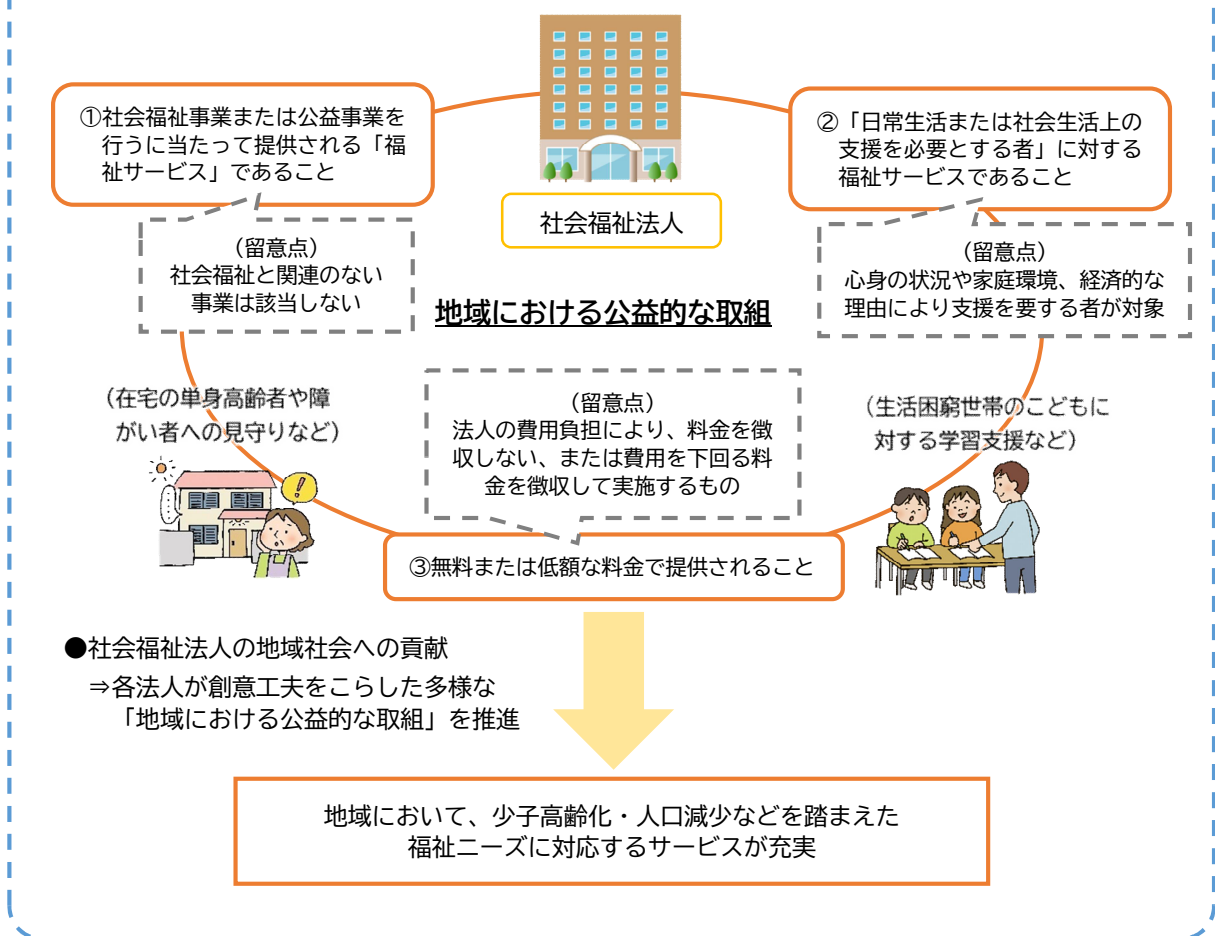 ①社会福祉事業または公益事業を
行うに当たって提供される「福
祉サービス」であること
②「日常生活または社会生活上の
支援を必要とする者」に対する
福祉サービスであること
社会福祉法人
（留意点）
社会福祉と関連のない
事業は該当しない
（留意点）
心身の状況や家庭環境、経済的な
理由により支援を要する者が対象
地域における公益的な取組
（在宅の単身高齢者や障
がい者への見守りなど）
（留意点）
法人の費用負担により、料金を徴
収しない、または費用を下回る料
金を徴収して実施するもの
（生活困窮世帯のこどもに
対する学習支援など）
③無料または低額な料金で提供されること
●社会福祉法人の地域社会への貢献
⇒各法人が創意工夫をこらした多様な
「地域における公益的な取組」を推進
地域において、少子高齢化・人口減少などを踏まえた
福祉ニーズに対応するサービスが充実